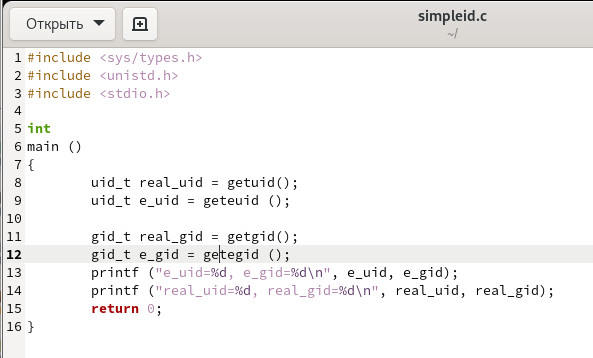 Открыть
simpleid.c
~/
1 #include <sys/types.h>
2 #include <unistd.h>
3 #include <stdio.h>
4
5 int
6 main ()
7 {
8         uid_t real_uid = getuid();
9         uid_t e_uid = geteuid ();
10
11         gid_t real_gid = getgid();
12         gid_t e_gid = getegid ();
13         printf ("e_uid=%d, e_gid=%d\n", e_uid, e_gid);
14         printf ("real_uid=%d, real_gid=%d\n", real_uid, real_gid);
15         return 0;
16 }